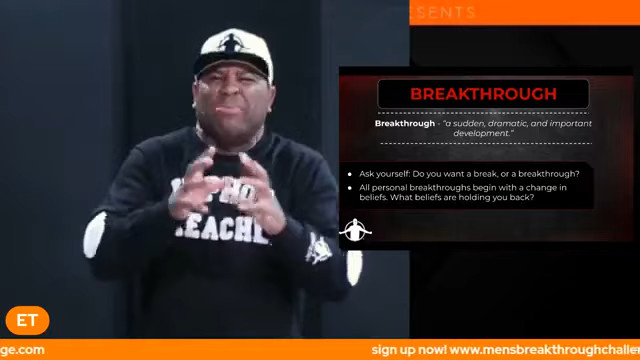 ESENTS
BREAKTHROUGH
Breakthrough - “a sudden, dramatic, and important
development.”
● Ask yourself: Do you want a break, or a breakthrough?
● All personal breakthroughs begin with a change in
beliefs. What beliefs are holding you back?
ET
ge.com sign up now! www.mensbreakthroughchalle